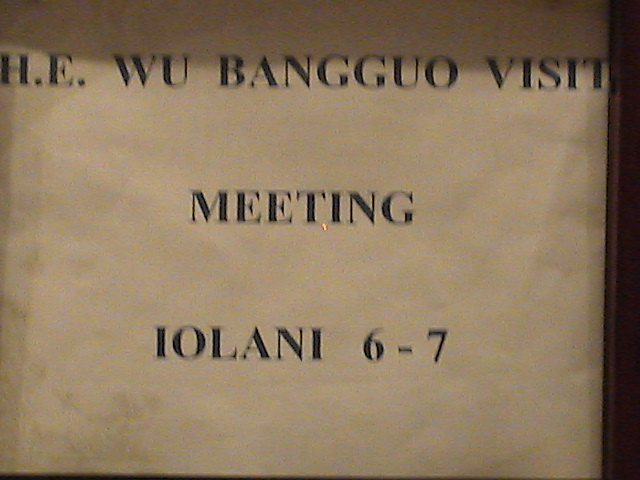 H.E. WU BANGGUO VISIT
MEETING
IOLANI 6 - 7